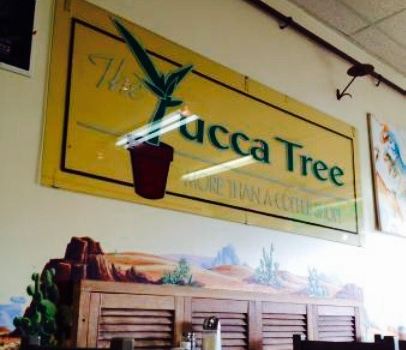 The Yucca Tree
MORE THAN A COFFEE SHOP!